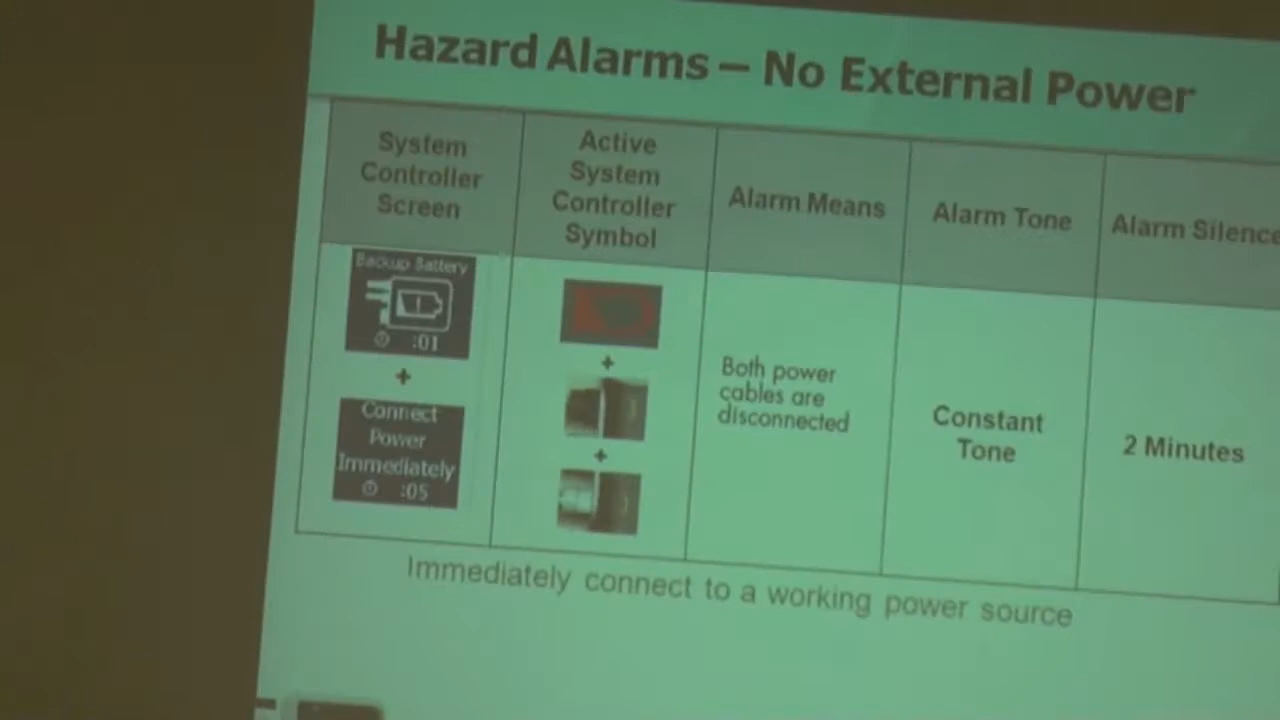 Hazard Alarms – No External Power
System
Controller
Screen
Active
System
Controller
Symbol
Alarm Means
Alarm Tone
Alarm Silence
Backup Battery
:01
+
Connect
Power
Immediately
:05
+
+
Both power
cables are
disconnected
Constant
Tone
2 Minutes
Immediately connect to a working power source